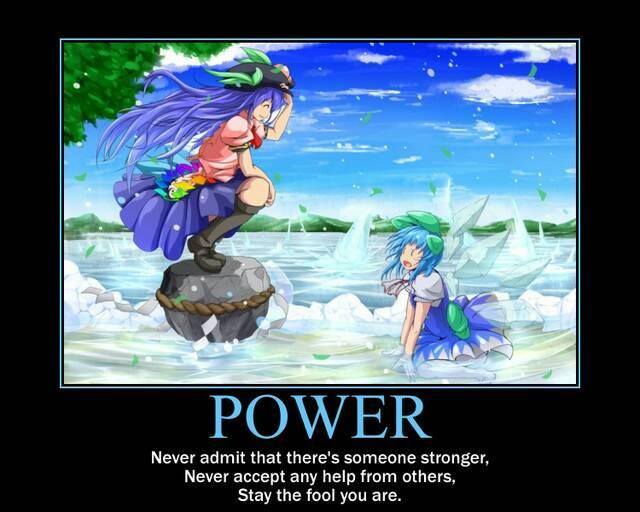 POWER
Never admit that there's someone stronger,
Never accept any help from others,
Stay the fool you are.